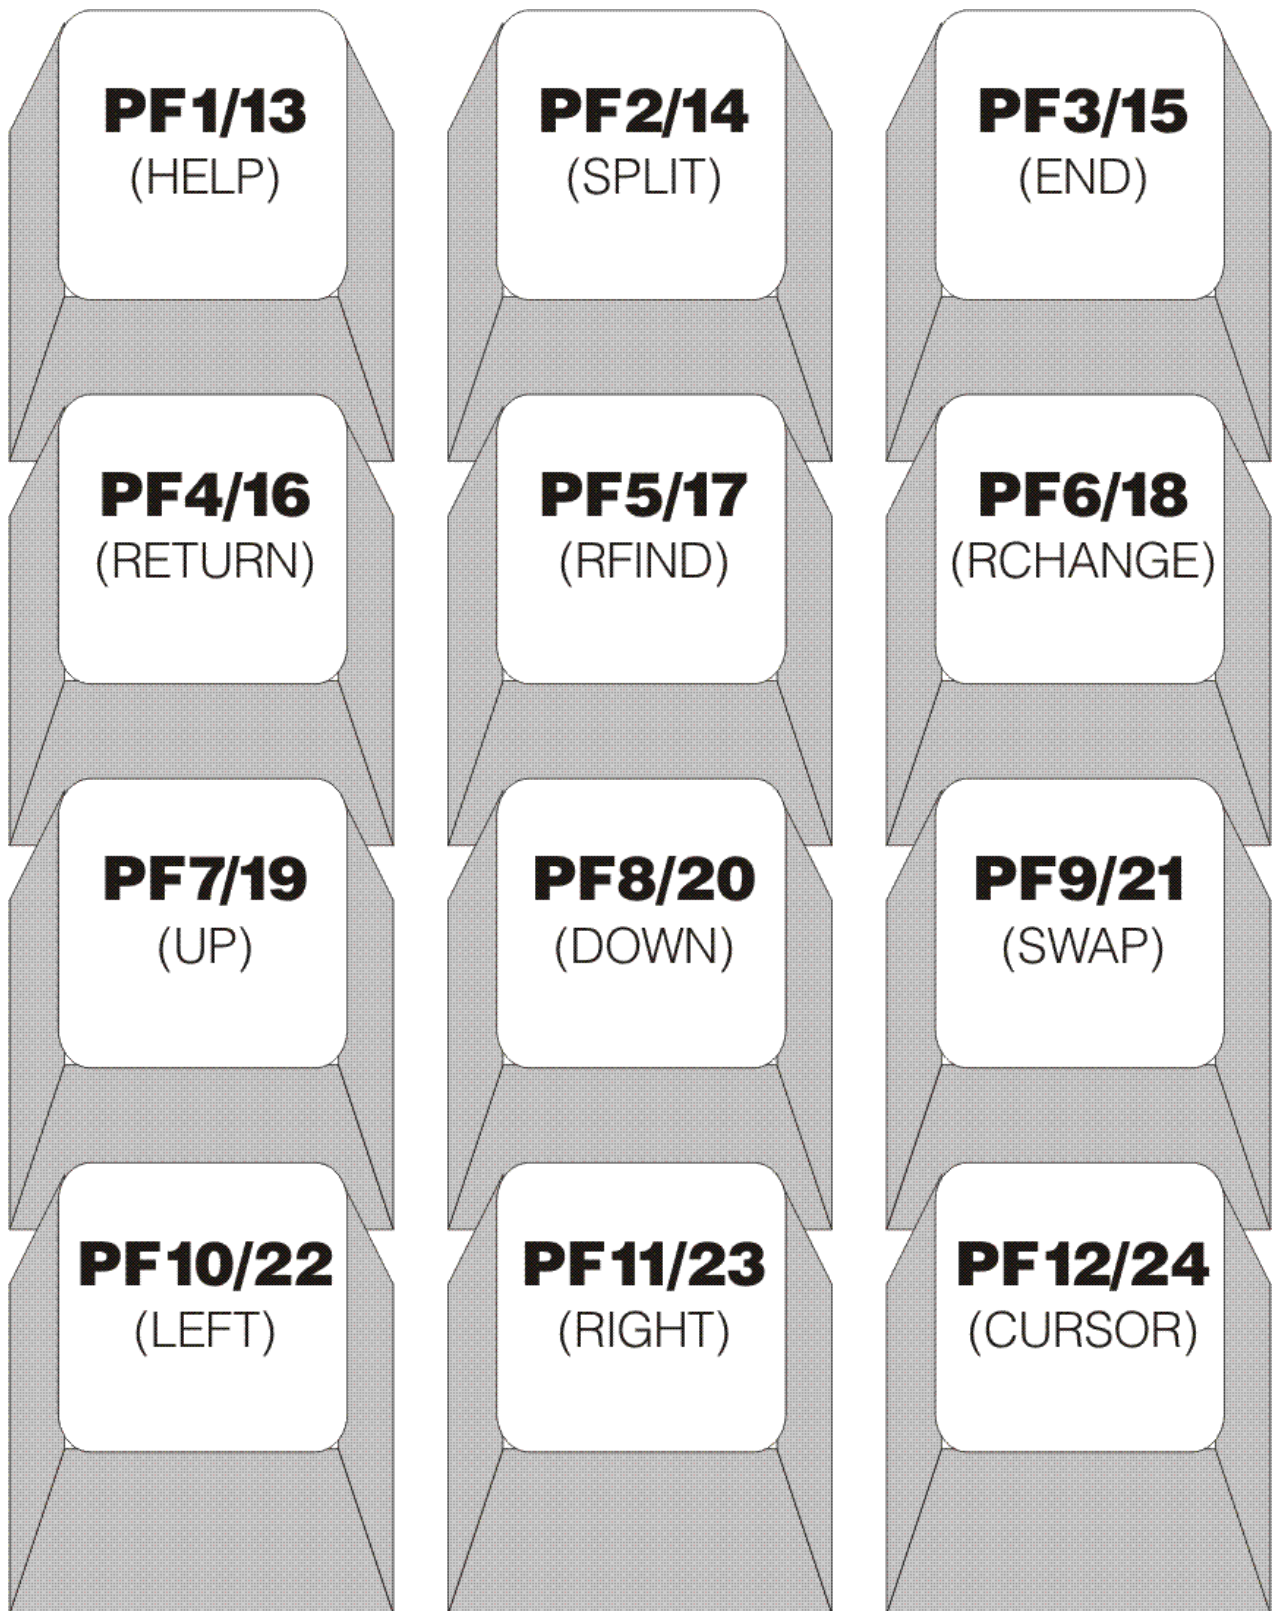 PF1/13
(HELP)
PF2/14
(SPLIT)
PF3/15
(END)
PF4/16
(RETURN)
PF5/17
(RFIND)
PF6/18
(RCHANGE)
PF7/19
(UP)
PF8/20
(DOWN)
PF9/21
(SWAP)
PF10/22
(LEFT)
PF11/23
(RIGHT)
PF12/24
(CURSOR)